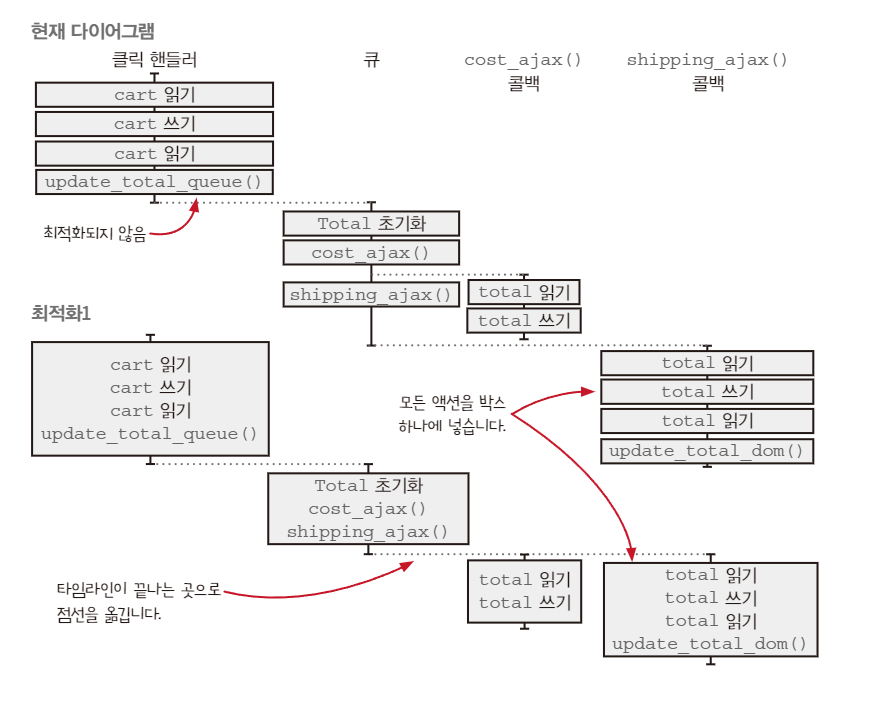 현재 다이어그램
클릭 핸들러
큐
cost_ajax()
콜백
shipping_ajax()
콜백
cart 읽기
cart 쓰기
cart 읽기
update_total_queue()
최적화되지 않음
Total 초기화
cost_ajax()
shipping_ajax()
total 읽기
total 쓰기
total 읽기
total 쓰기
total 읽기
update_total_dom()
모든 액션을 박스
하나에 넣습니다.
최적화1
cart 읽기
cart 쓰기
cart 읽기
update_total_queue()
Total 초기화
cost_ajax()
shipping_ajax()
타임라인이 끝나는 곳으로
점선을 옮깁니다.
total 읽기
total 쓰기
total 읽기
total 쓰기
total 읽기
update_total_dom()